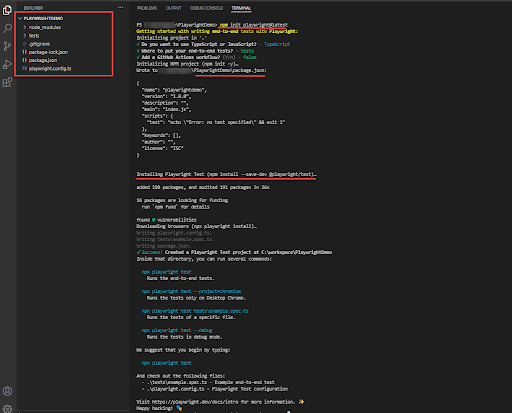 EXPLORER
PLAYWRIGHTDEMO
node_modules
tests
.gitignore
package-lock.json
package.json
playwright.config.ts
PROBLEMS OUTPUT DEBUG CONSOLE TERMINAL
PS \PlaywrightDemo> npm init playwright@latest
Getting started with writing end-to-end tests with Playwright:
Initializing project in '.'
√ Do you want to use TypeScript or JavaScript? · TypeScript
√ Where to put your end-to-end tests? · tests
√ Add a GitHub Actions workflow? (Y/n) · false
Initializing NPM project (npm init -y)…
Wrote to \PlaywrightDemo\package.json:
{
"name": "playwrightdemo",
"version": "1.0.0",
"description": "",
"main": "index.js",
"scripts": {
"test": "echo \"Error: no test specified\" && exit 1"
},
"keywords": [],
"author": "",
"license": "ISC"
}
Installing Playwright Test (npm install --save-dev @playwright/test)…
added 190 packages, and audited 191 packages in 26s
16 packages are looking for funding
run `npm fund` for details
found 0 vulnerabilities
Downloading browsers (npx playwright install)…
Writing playwright.config.ts.
Writing tests\example.spec.ts.
Writing package.json.
√ Success! Created a Playwright Test project at C:\workspace\PlaywrightDemo
Inside that directory, you can run several commands:
npx playwright test
Runs the end-to-end tests.
npx playwright test --project=chromium
Runs the tests only on Desktop Chrome.
npx playwright test tests\example.spec.ts
Runs the tests of a specific file.
npx playwright test --debug
Runs the tests in debug mode.
We suggest that you begin by typing:
npx playwright test
And check out the following files:
- .\tests\example.spec.ts - Example end-to-end test
- .\playwright.config.ts - Playwright Test configuration
Visit https://playwright.dev/docs/intro for more information. ✨
Happy hacking! 🎭